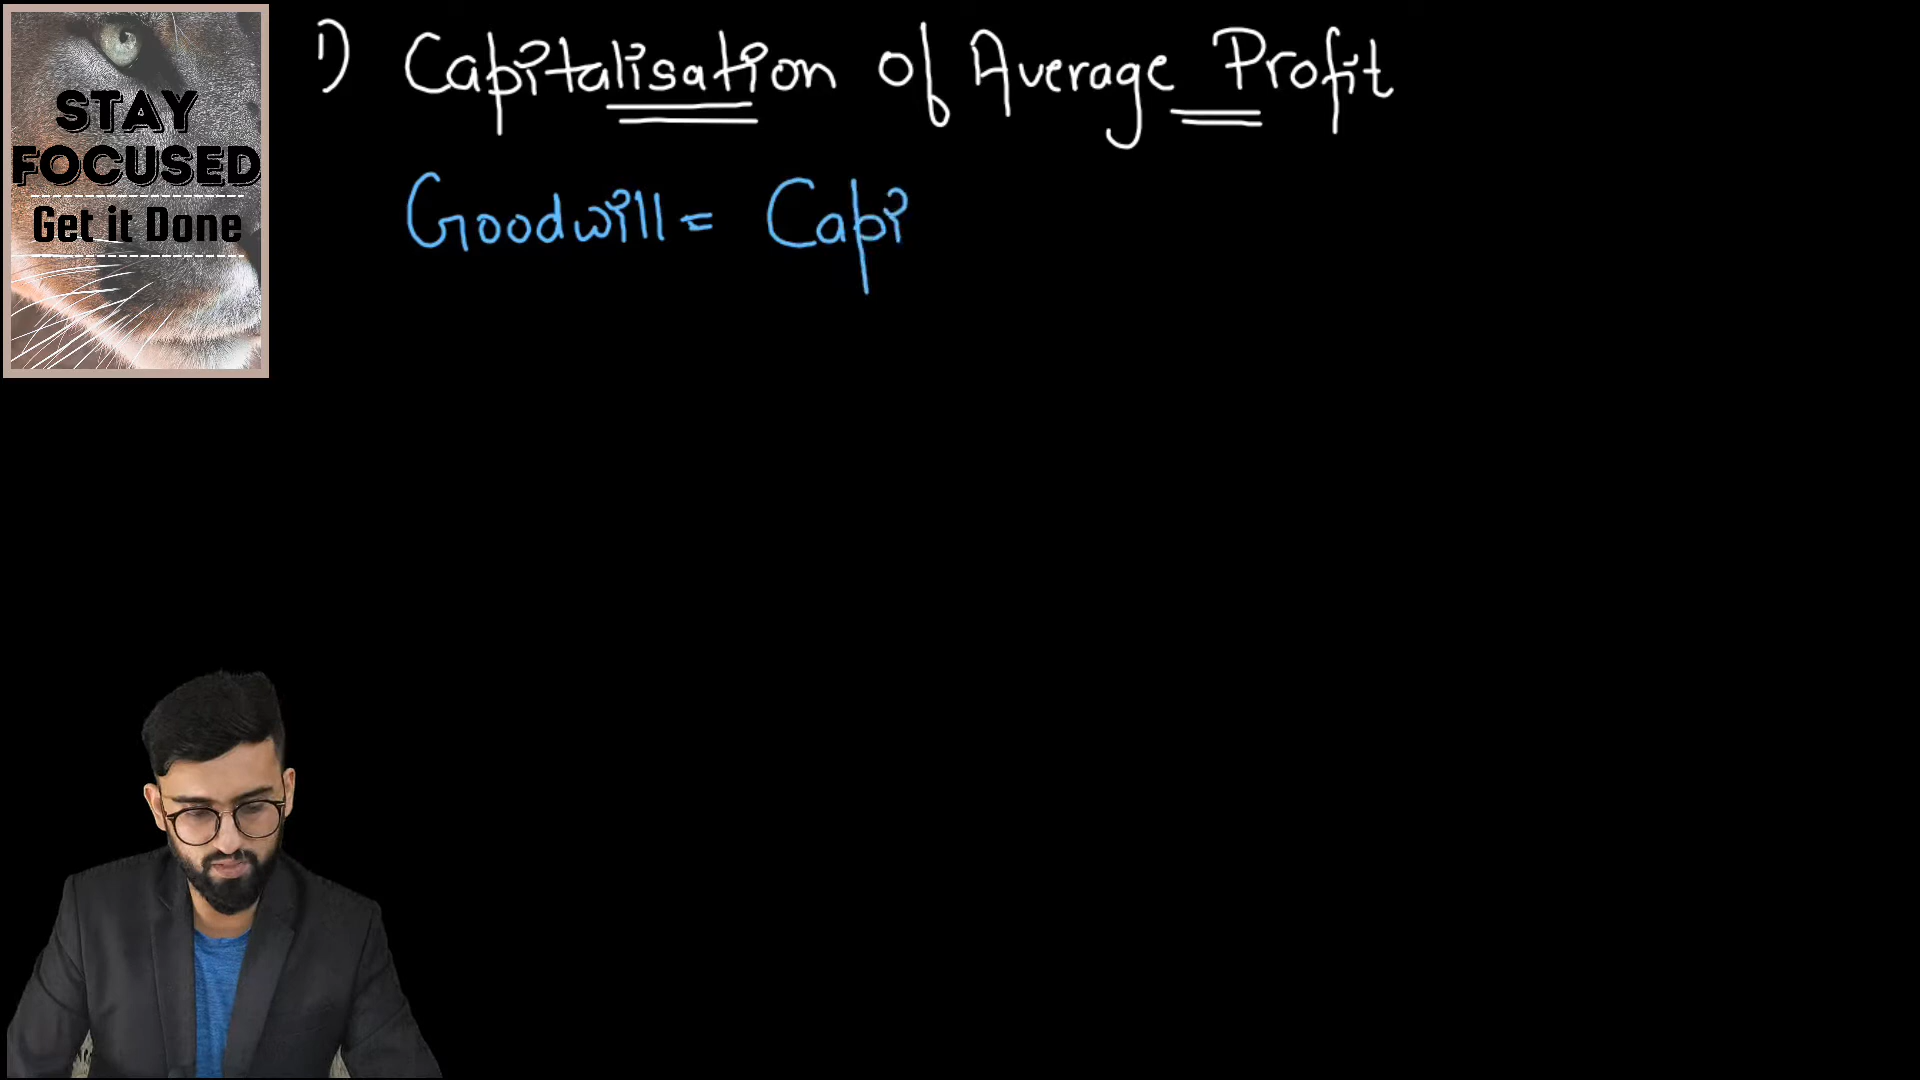 STAY
FOCUSED
Get it Done
1) Capitalisation of Average Profit
Goodwill = Capi